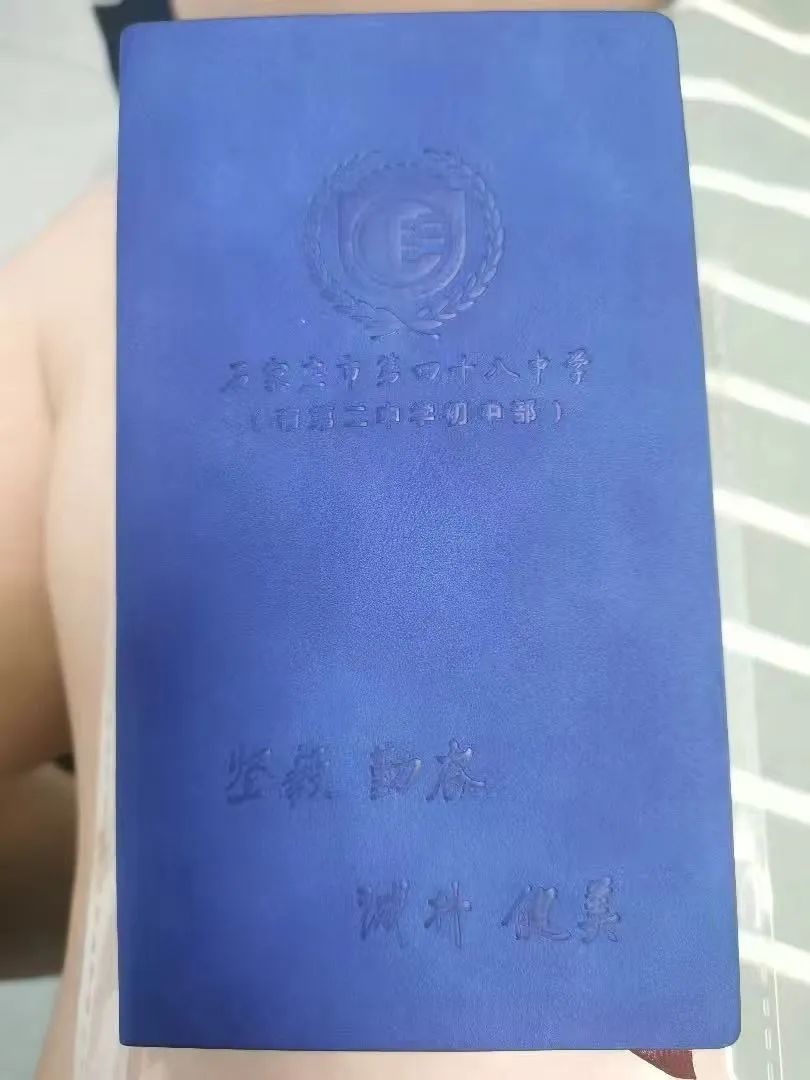 石家庄市第四十八中学
（石第二中学初中部）
坚毅 勤奋
诚朴 健美